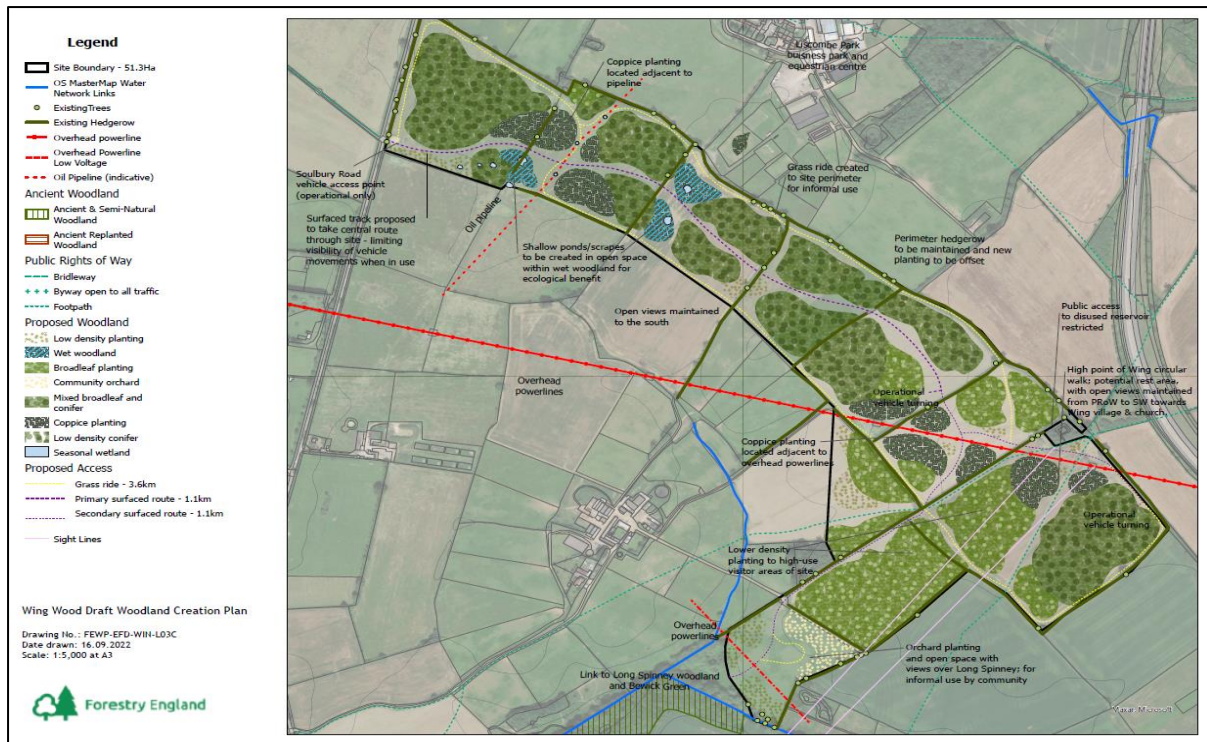 Legend
Site Boundary - 51.3Ha
OS MasterMap Water
Network Links
ExistingTrees
Existing Hedgerow
Overhead powerline
Overhead Powerline
Low Voltage
Oil Pipeline (indicative)
Ancient Woodland
Ancient & Semi-Natural
Woodland
Ancient Replanted
Woodland
Public Rights of Way
Bridleway
Byway open to all traffic
Footpath
Proposed Woodland
Low density planting
Wet woodland
Broadleaf planting
Community orchard
Mixed broadleaf and
conifer
Coppice planting
Low density conifer
Seasonal wetland
Proposed Access
Grass ride - 3.6km
Primary surfaced route - 1.1km
Secondary surfaced route - 1.1km
Sight Lines
Wing Wood Draft Woodland Creation Plan
Drawing No.: FEWP-EFD-WIN-L03C
Date drawn: 16.09.2022
Scale: 1:5,000 at A3
Forestry England
Liscombe Park
buisness park and
equestrian centre
Coppice planting
located adjacent to
pipeline
Grass ride created
to site perimeter
for informal use
Soulbury Road
vehicle access point
(operational only)
Surfaced track proposed
to take central route
through site - limiting
visibility of vehicle
movements when in use
Oil Pipeline
Shallow ponds/scrapes
to be created in open space
within wet woodland for
ecological benefit
Perimeter hedgerow
to be maintained and new
planting to be offset
Open views maintained
to the south
Public access
to disused reservoir
restricted
High point of Wing circular
walk; potential rest area,
with open views maintained
from PRoW to SW towards
Wing village & church.
Overhead
powerlines
Operational
vehicle turning
Coppice planting
located adjacent to
overhead powerlines
Operational
vehicle turning
Lower density
planting to high-use
visitor areas of site
Overhead
powerlines
Orchard planting
and open space with
views over Long Spinney; for
informal use by community
Link to Long Spinney woodland
and Bowick Green
Maxar, Microsoft